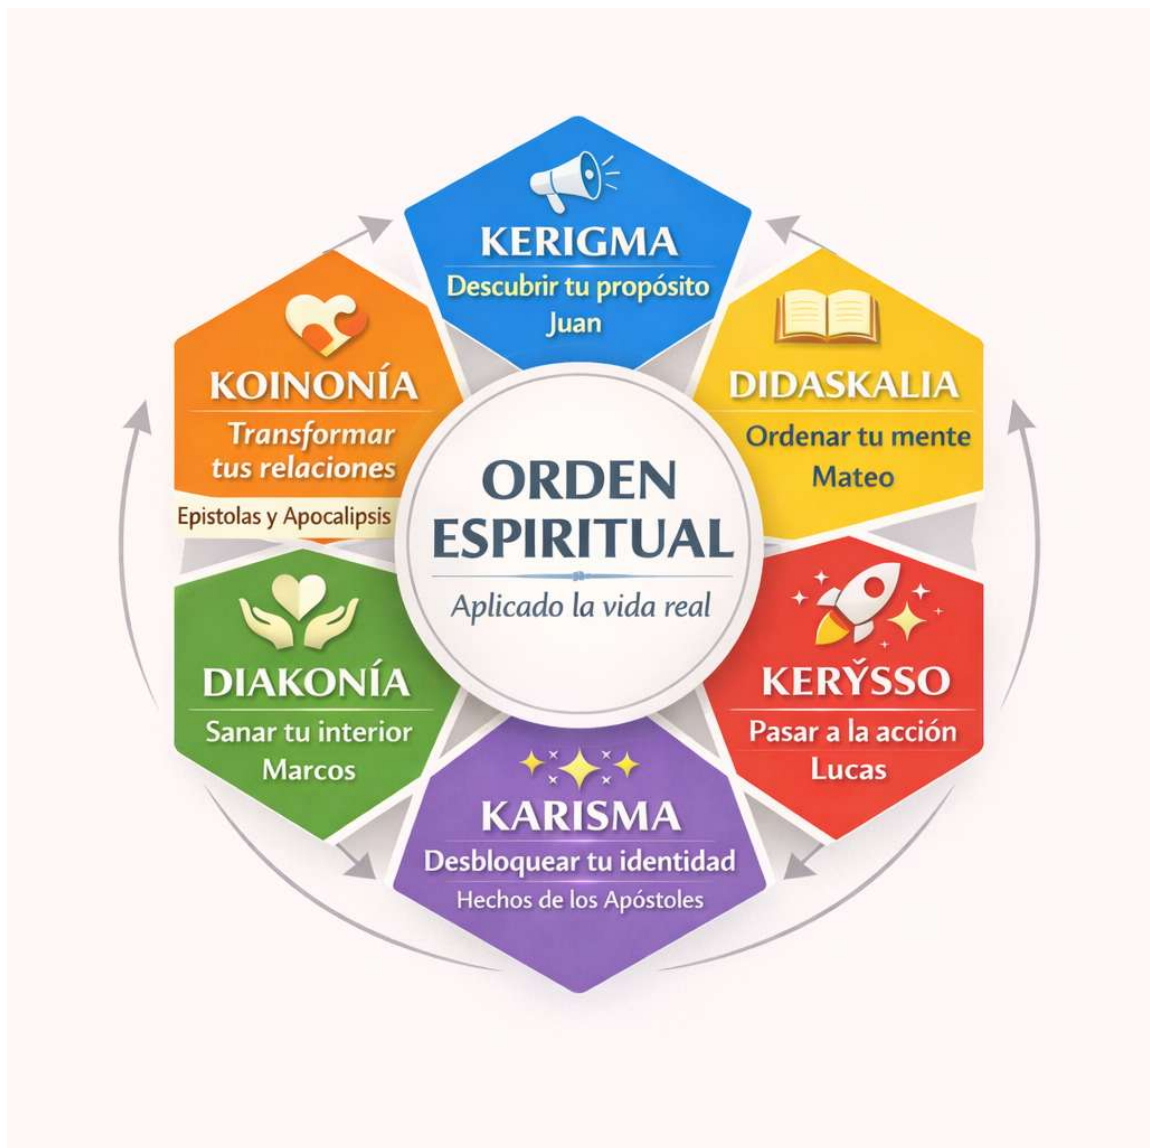 KERIGMA
Descubrir tu propósito
Juan
KOINONÍA
Transformar
tus relaciones
Epistolas y Apocalipsis
DIDASKALIA
Ordenar tu mente
Mateo
ORDEN
ESPIRITUAL
Aplicado la vida real
DIAKONÍA
Sanar tu interior
Marcos
KERY̌SSO
Pasar a la acción
Lucas
KARISMA
Desbloquear tu identidad
Hechos de los Apóstoles